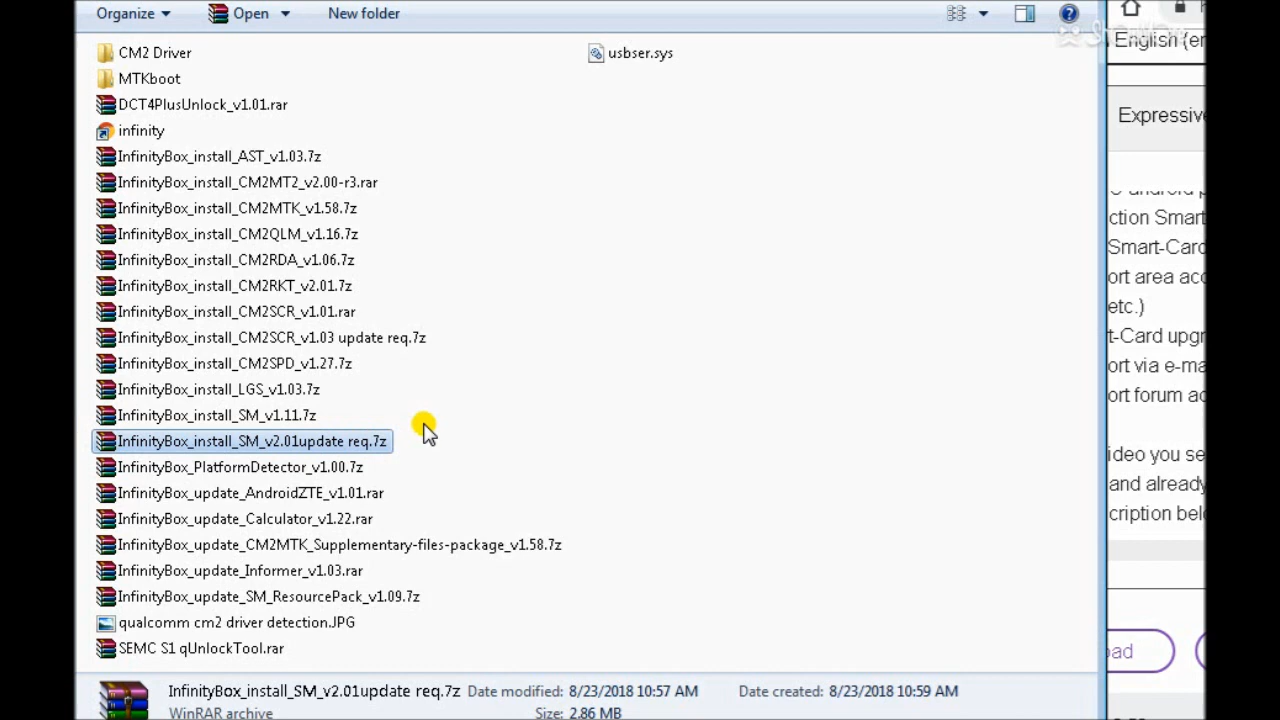 Organize Open New folder
English (en
CM2 Driver
usbser.sys
MTKboot
DCT4PlusUnlock_v1.01.rar
Expressive
infinity
InfinityBox_install_AST_v1.03.7z
InfinityBox_install_CM2MT2_v2.00-r3.rar
InfinityBox_install_CM2MTK_v1.58.7z
ction Smart
InfinityBox_install_CM2QLM_v1.16.7z
Smart-Card
InfinityBox_install_CM2RDA_v1.06.7z
ort area acc
InfinityBox_install_CM2RKT_v2.01.7z
etc.)
InfinityBox_install_CM2SCR_v1.01.rar
t-Card upgr
InfinityBox_install_CM2SCR_v1.03 update req.7z
ort via e-ma
InfinityBox_install_CM2SPD_v1.27.7z
InfinityBox_install_LGS_v1.03.7z
ort forum ac
InfinityBox_install_SM_v1.11.7z
InfinityBox_install_SM_v2.01update req.7z
ideo you se
InfinityBox_PlatformDetector_v1.00.7z
and already
InfinityBox_update_AndroidZTE_v1.01.rar
cription belo
InfinityBox_update_Calculator_v1.22.rar
InfinityBox_update_CM2MTK_Supplementary-files-package_v1.58.7z
InfinityBox_update_Informer_v1.03.rar
InfinityBox_update_SM_ResourcePack_v1.09.7z
qualcomm cm2 driver detection.JPG
SEMC S1 qUnlockTool.rar
oad
InfinityBox_install_SM_v2.01update req.7z Date modified: 8/23/2018 10:57 AM Date created: 8/23/2018 10:59 AM
WinRAR archive Size: 2.86 MB